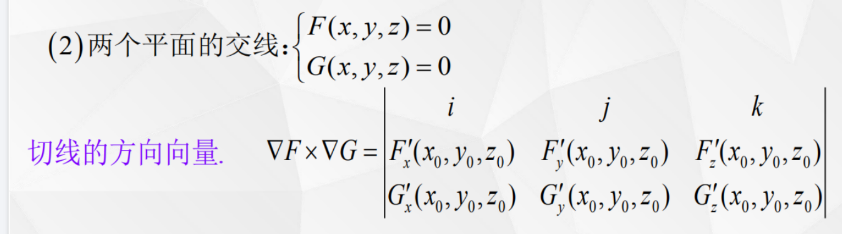 (2)两个平面的交线:{F(x,y,z)=0
G(x,y,z)=0
i j k
切线的方向向量. ∇F×∇G=|F′x(x₀,y₀,z₀) F′y(x₀,y₀,z₀) F′z(x₀,y₀,z₀)|
G′x(x₀,y₀,z₀) G′y(x₀,y₀,z₀) G′z(x₀,y₀,z₀)